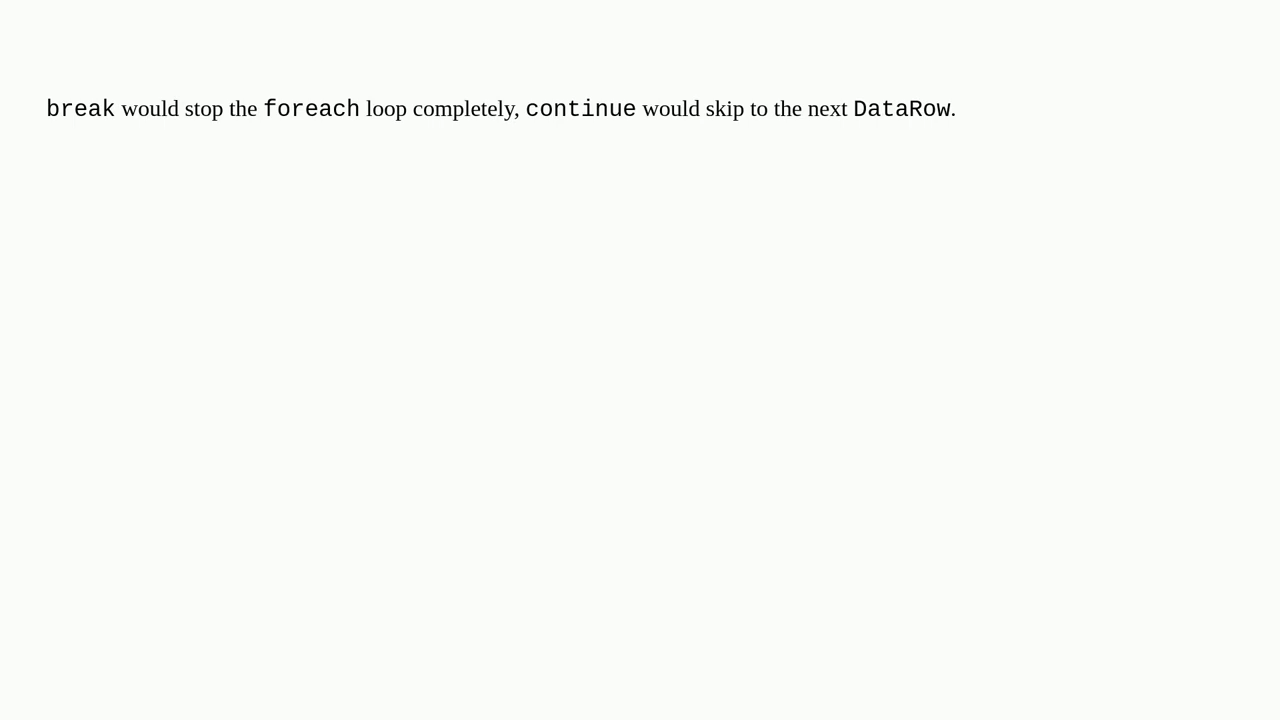 break would stop the foreach loop completely, continue would skip to the next DataRow.